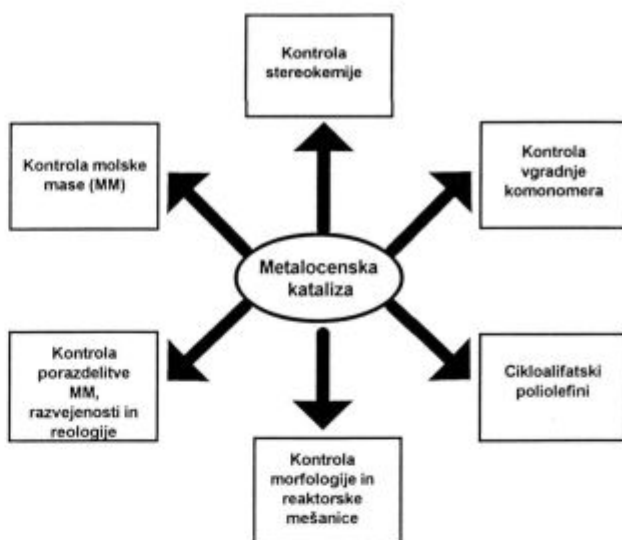 Kontrola
stereokemije
Kontrola molske
mase (MM)
Kontrola
vgradnje
komonomera
Metalocenska
kataliza
Kontrola
porazdelitve
MM,
razvejenosti in
reologije
Cikloalifatski
poliolefini
Kontrola
morfologije in
reaktorske
mešanice